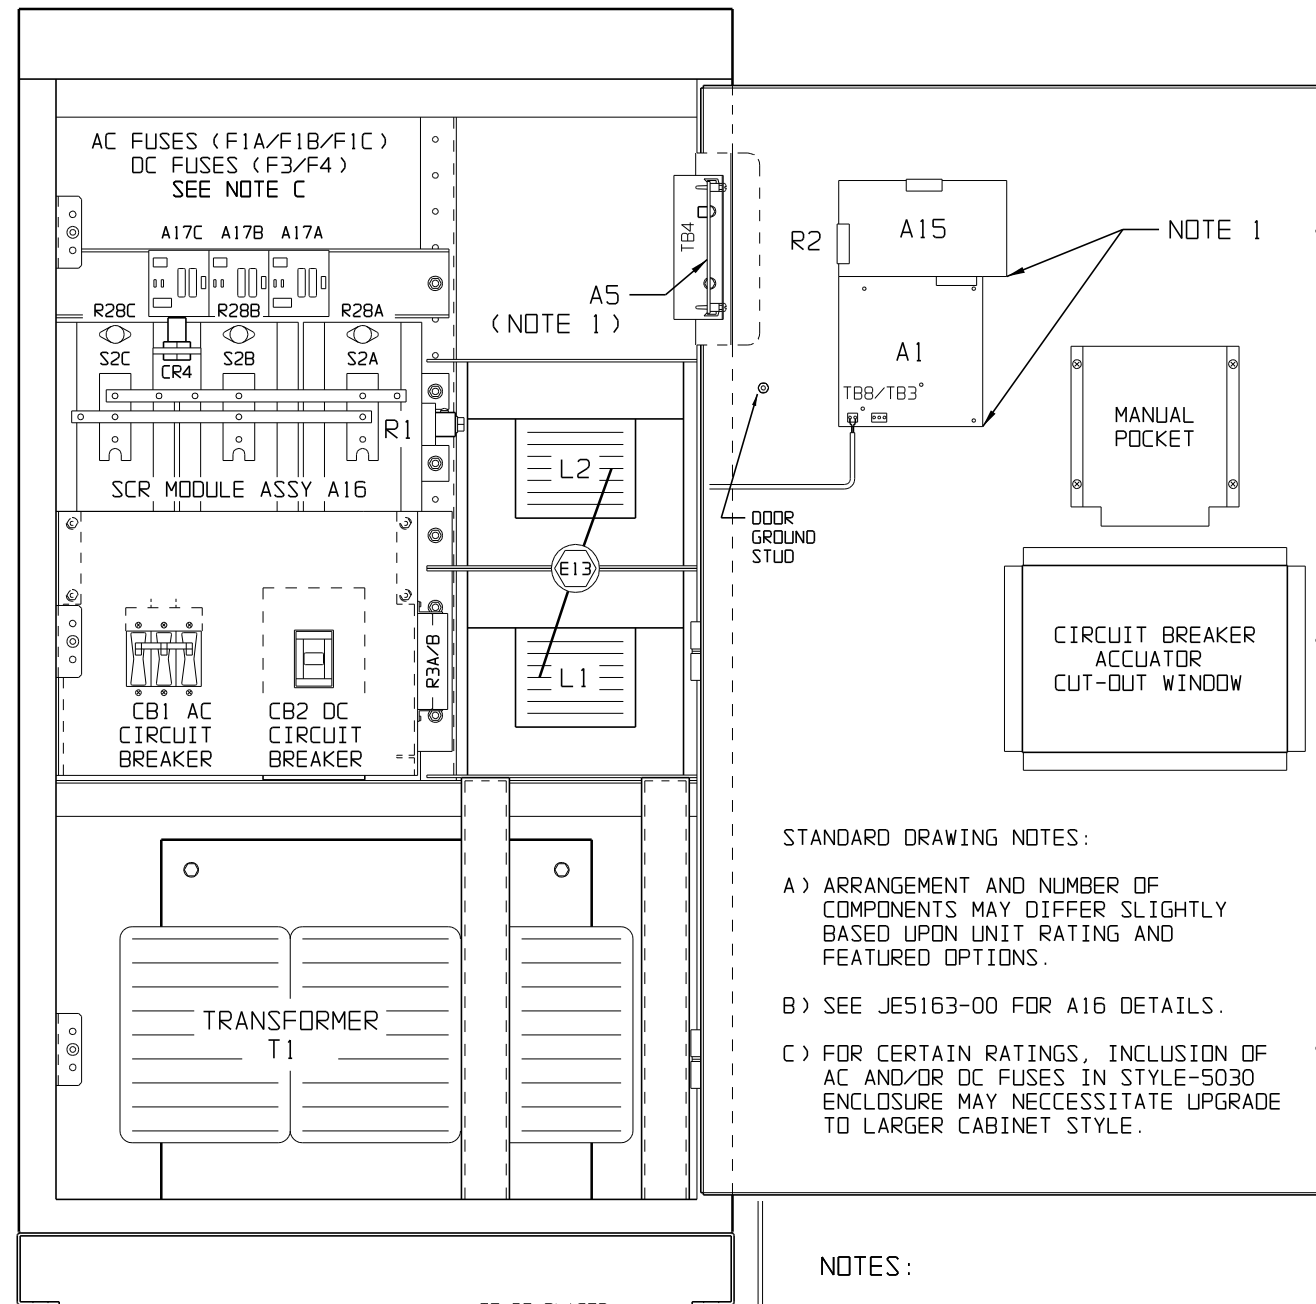 AC FUSES (F1A/F1B/F1C)
DC FUSES (F3/F4)
SEE NOTE C
A17C A17B A17A
R28C R28B R28A
S2C S2B S2A
CR4
R1
SCR MODULE ASSY A16
CB1 AC
CIRCUIT
BREAKER
CB2 DC
CIRCUIT
BREAKER
R3A/B
TB4
A5
(NOTE 1)
L2
E13
L1
TRANSFORMER
T1
R2
A15
NOTE 1
A1
TB8/TB3
DOOR
GROUND
STUD
MANUAL
POCKET
CIRCUIT BREAKER
ACCUATOR
CUT-OUT WINDOW
STANDARD DRAWING NOTES:
A) ARRANGEMENT AND NUMBER OF
COMPONENTS MAY DIFFER SLIGHTLY
BASED UPON UNIT RATING AND
FEATURED OPTIONS.
B) SEE JE5163-00 FOR A16 DETAILS.
C) FOR CERTAIN RATINGS, INCLUSION OF
AC AND/OR DC FUSES IN STYLE-5030
ENCLOSURE MAY NECCESSITATE UPGRADE
TO LARGER CABINET STYLE.
NOTES: